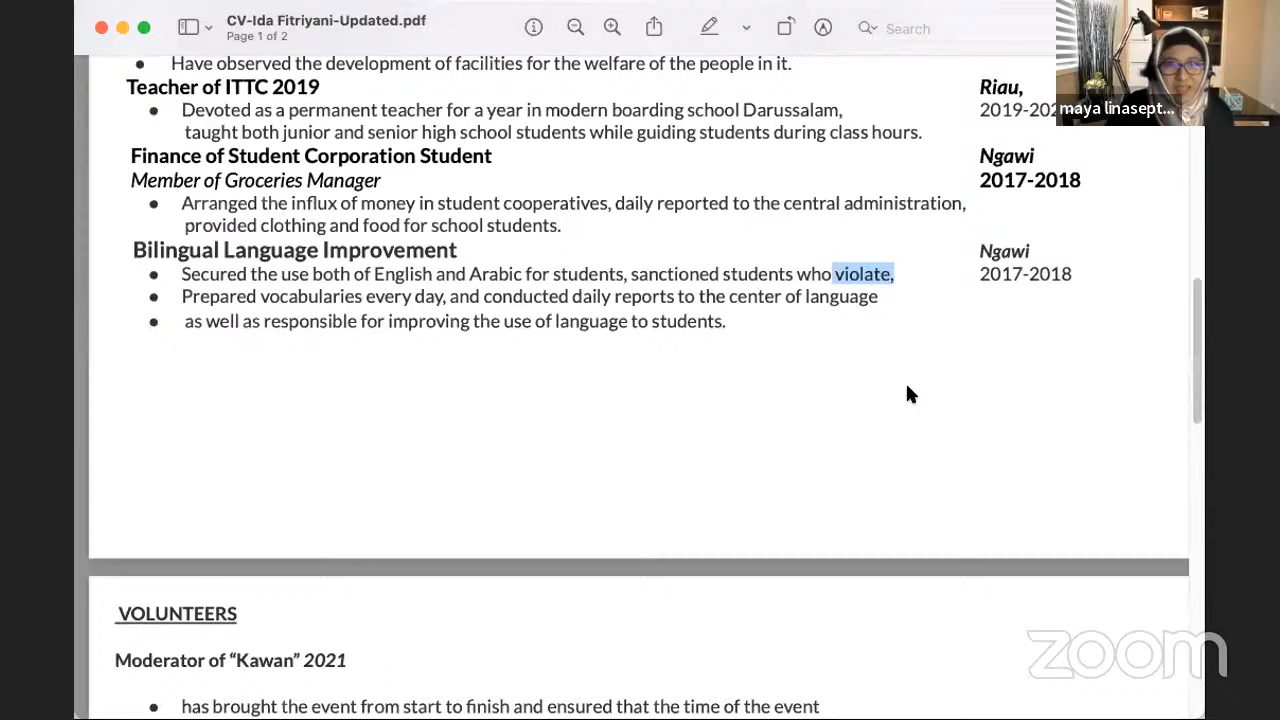 CV-Ida Fitriyani-Updated.pdf
Page 1 of 2
Search
maya linasept...
● Have observed the development of facilities for the welfare of the people in it.
Teacher of ITTC 2019 Riau,
● Devoted as a permanent teacher for a year in modern boarding school Darussalam,
taught both junior and senior high school students while guiding students during class hours.
Finance of Student Corporation Student Ngawi
Member of Groceries Manager 2017-2018
● Arranged the influx of money in student cooperatives, daily reported to the central administration,
provided clothing and food for school students.
Bilingual Language Improvement Ngawi
● Secured the use both of English and Arabic for students, sanctioned students who violate, 2017-2018
● Prepared vocabularies every day, and conducted daily reports to the center of language
● as well as responsible for improving the use of language to students.
VOLUNTEERS
Moderator of “Kawan” 2021
● has brought the event from start to finish and ensured that the time of the event
zoom